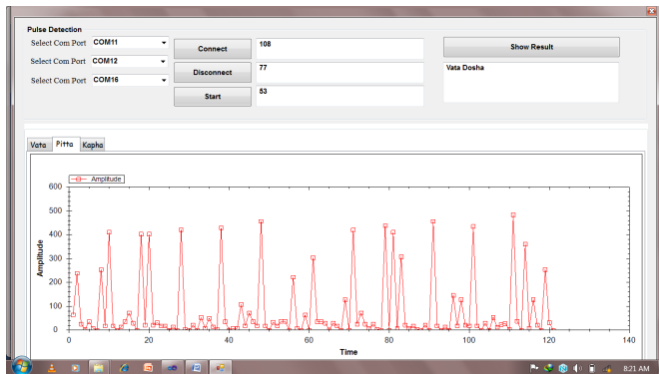 Pulse Detection
Select Com Port COM11
Connect
108
Show Result
Select Com Port COM12
Disconnect
77
Vata Dosha
Select Com Port COM16
Start
53
Vata Pitta Kapha
Amplitude
600
500
400
300
200
100
0
Amplitude
0 20 40 60 80 100 120 140
Time
8:21 AM